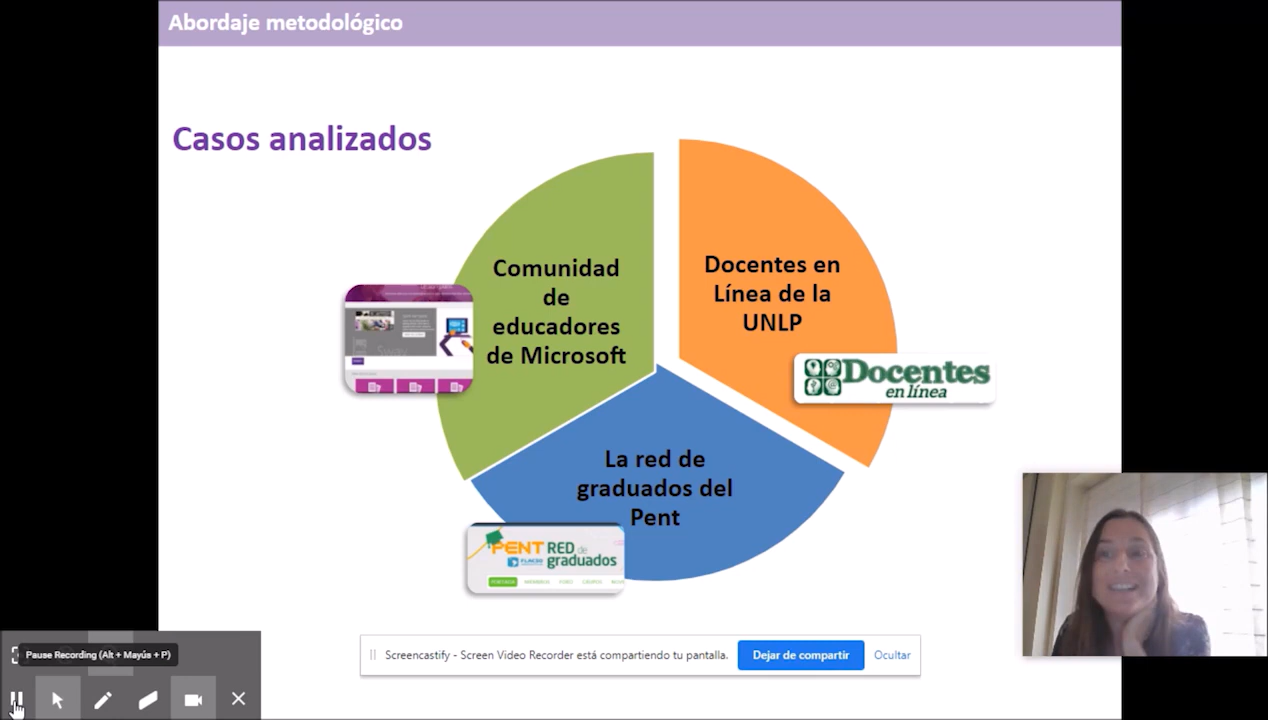 Abordaje metodológico
Casos analizados
Comunidad
de
educadores
de Microsoft
Docentes en
Línea de la
UNLP
Docentes
en línea
La red de
graduados del
Pent
PENT RED de
FLACSO graduados
Pause Recording (Alt + Mayús + P)
Screencastify - Screen Video Recorder está compartiendo tu pantalla.
Dejar de compartir
Ocultar